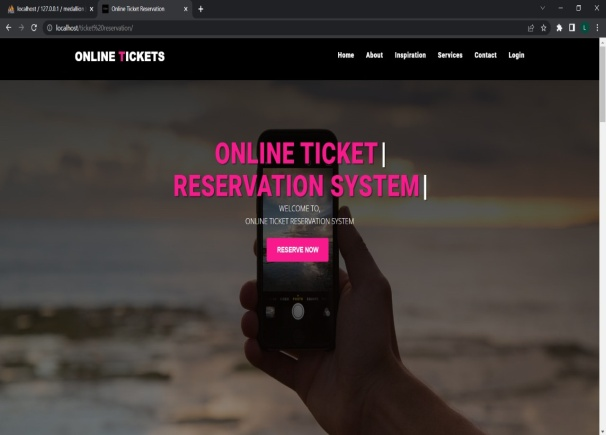 localhost / 127.0.0.1 / mvdallion
Online Ticket Reservation
localhost/ticket%20reservation/
L
ONLINE TICKETS
Home About Inspiration Services Contact Login
ONLINE TICKET|
RESERVATION SYSTEM|
WELCOME TO,
ONLINE TICKET RESERVATION SYSTEM
RESERVE NOW